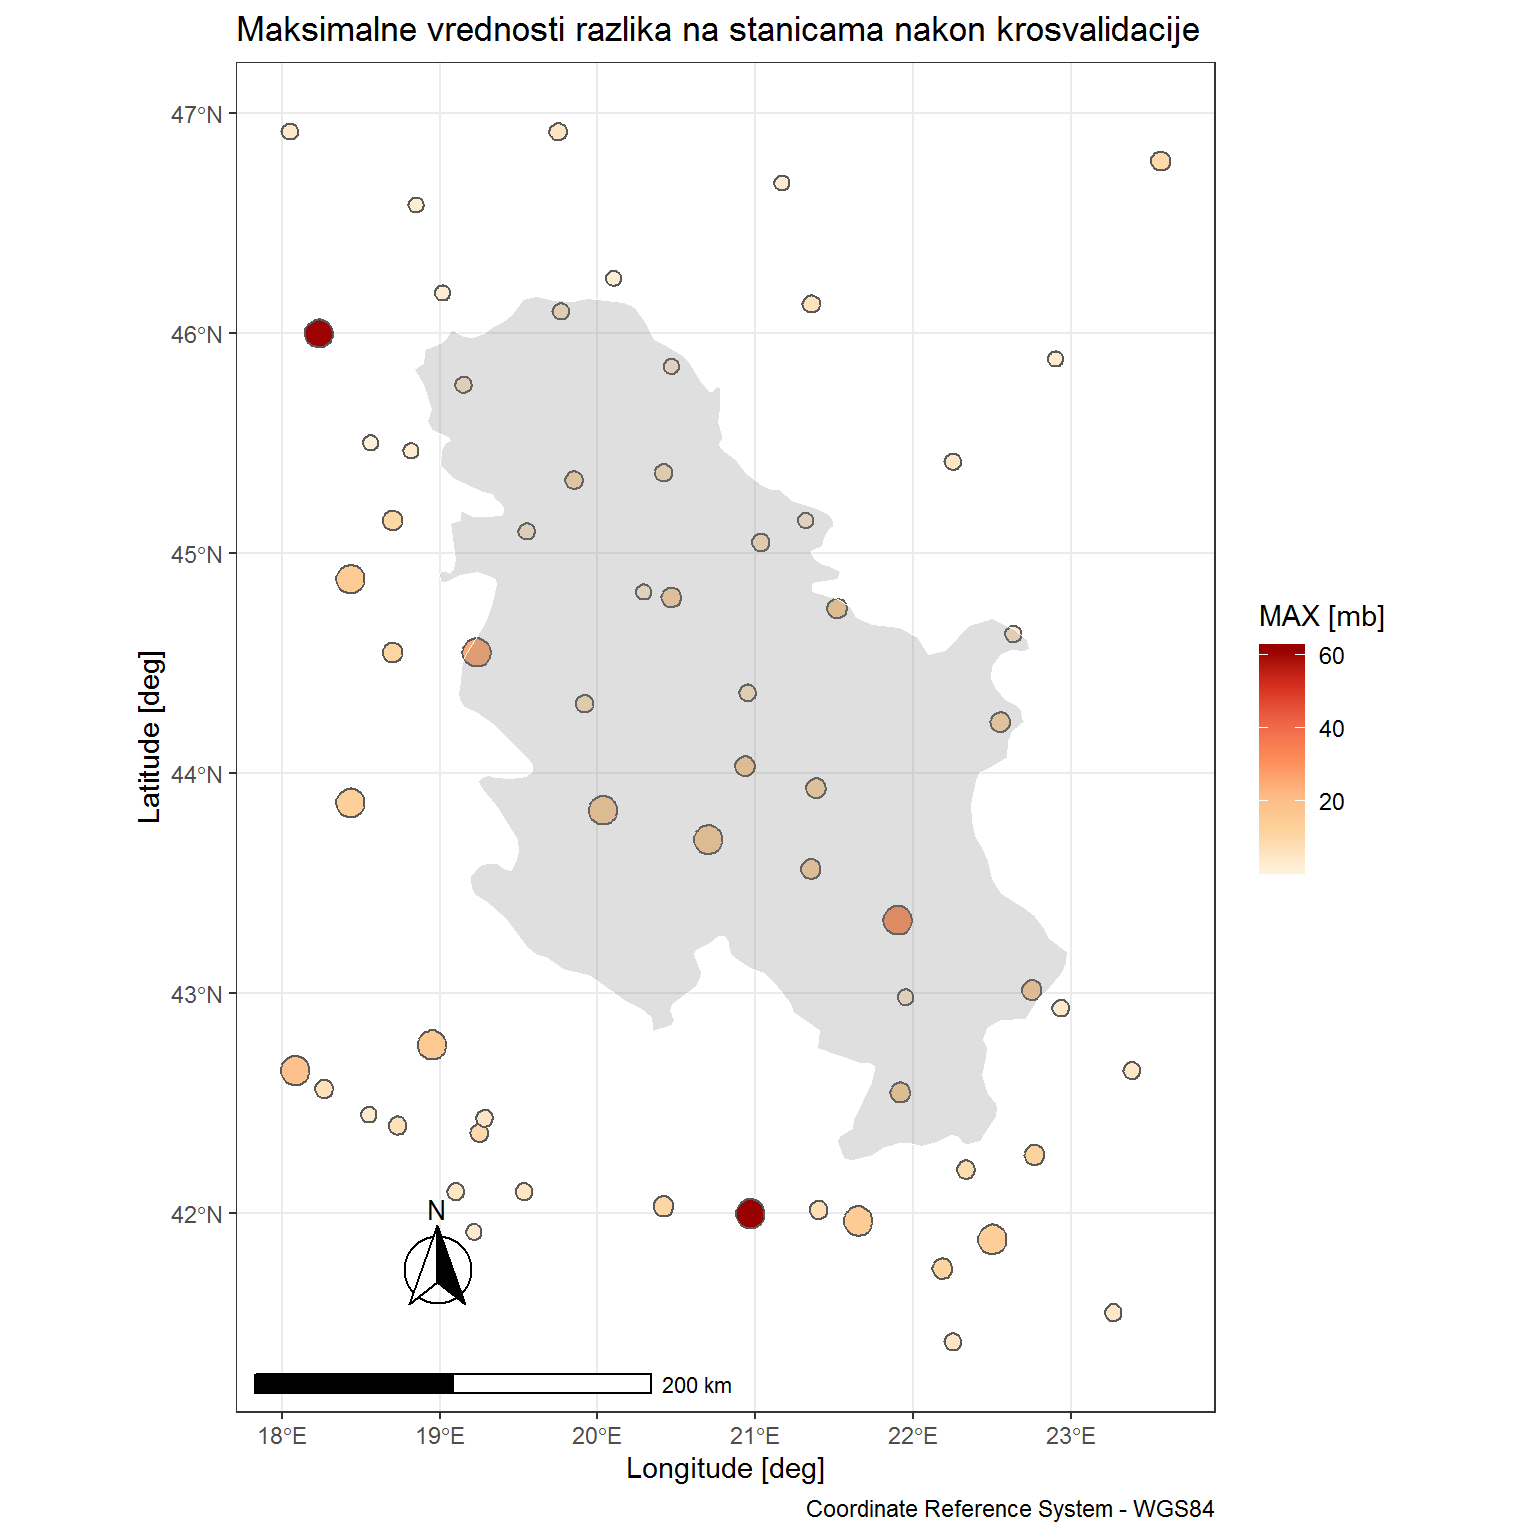 Maksimalne vrednosti razlika na stanicama nakon krosvalidacije
47°N
46°N
45°N
44°N
43°N
42°N
Latitude [deg]
MAX [mb]
60
40
20
N
200 km
18°E 19°E 20°E 21°E 22°E 23°E
Longitude [deg]
Coordinate Reference System - WGS84